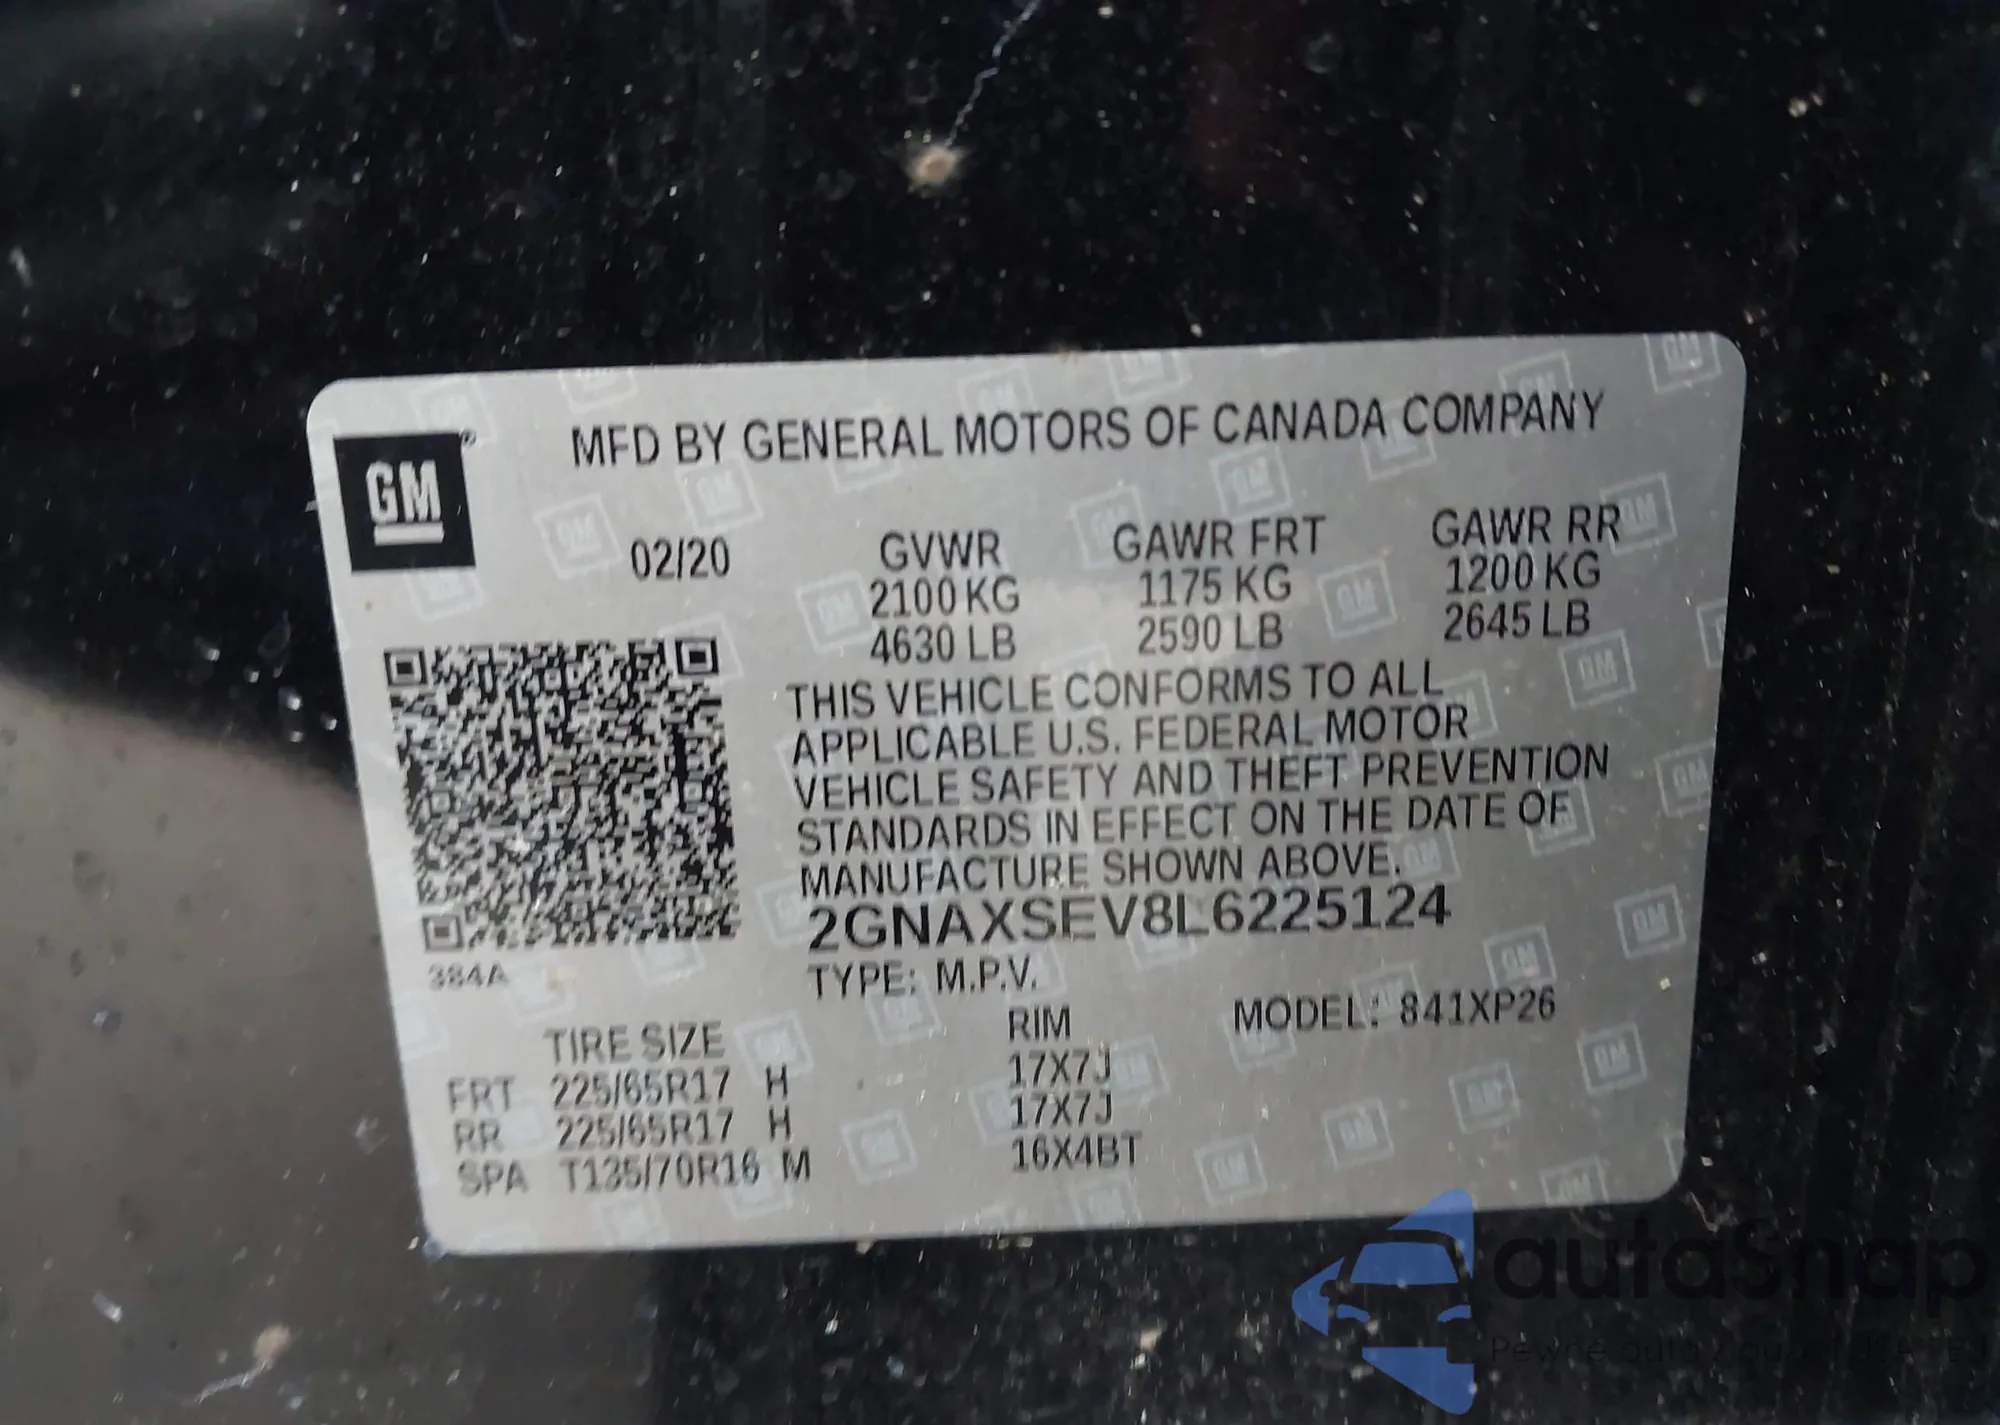 MFD BY GENERAL MOTORS OF CANADA COMPANY
GM
02/20
GVWR GAWR FRT GAWR RR
2100 KG 1175 KG 1200 KG
4630 LB 2590 LB 2645 LB
THIS VEHICLE CONFORMS TO ALL
APPLICABLE U.S. FEDERAL MOTOR
VEHICLE SAFETY AND THEFT PREVENTION
STANDARDS IN EFFECT ON THE DATE OF
MANUFACTURE SHOWN ABOVE.
2GNAXSEV8L6225124
384A
TYPE: M.P.V.
MODEL: 841XP26
TIRE SIZE RIM
FRT 225/65R17 H 17X7J
RR 225/65R17 H 17X7J
SPA T135/70R16 M 16X4BT
autaSnap
Pewne auta z